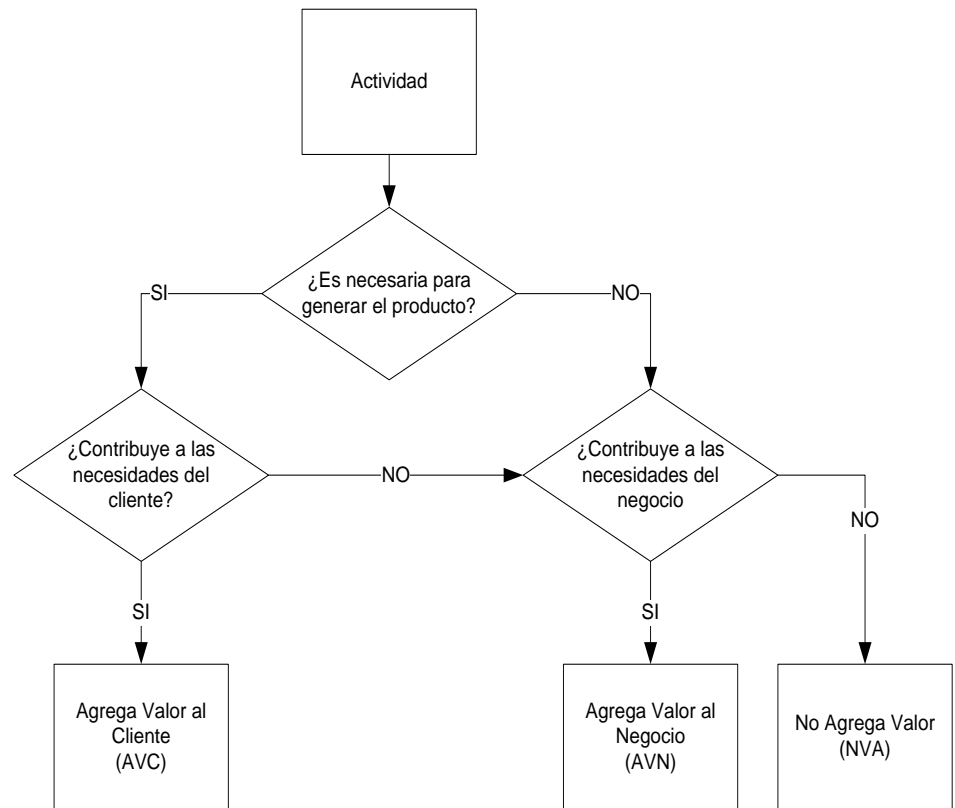 Actividad
¿Es necesaria para
generar el producto?
SI
NO
¿Contribuye a las
necesidades del
cliente?
NO
¿Contribuye a las
necesidades del
negocio
NO
SI
SI
Agrega Valor al
Cliente
(AVC)
Agrega Valor al
Negocio
(AVN)
No Agrega Valor
(NVA)